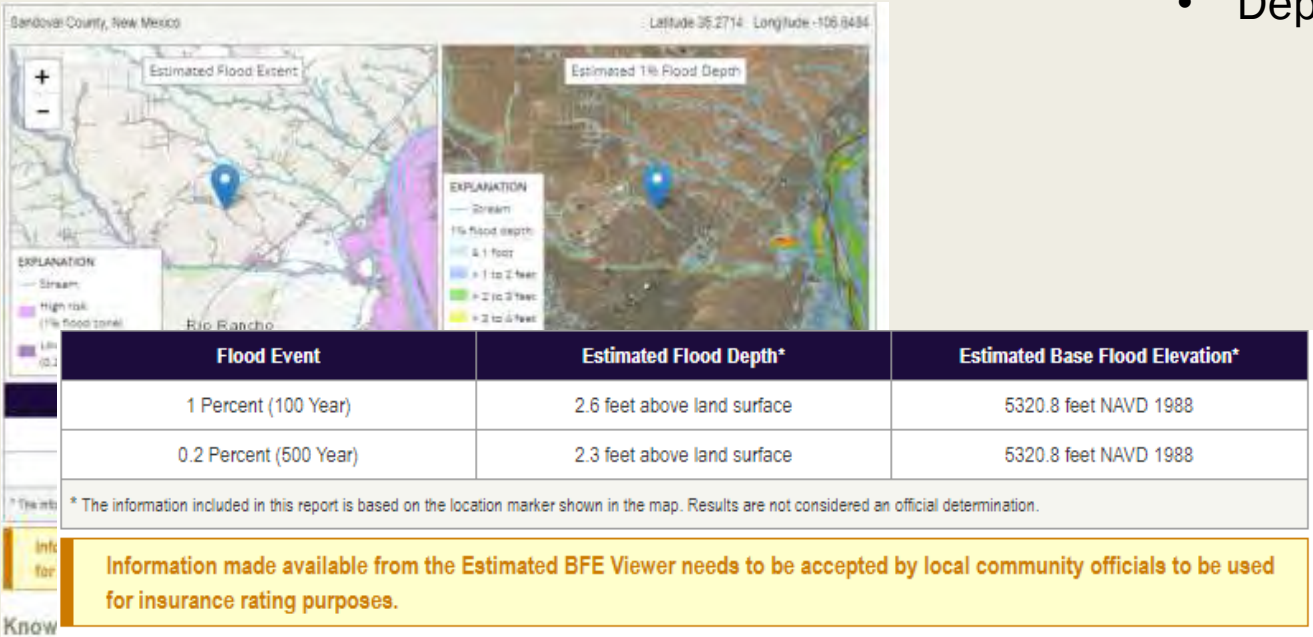 Dep
Sandoval County, New Mexico
Latitude 35.2714 Longitude -106.6484
Estimated Flood Extent
Estimated 1% Flood Depth
+
−
EXPLANATION
Stream
High risk
(1% flood zone)
Rio Rancho
EXPLANATION
Stream
1% flood depth
≤ 1 foot
> 1 to 2 feet
> 2 to 3 feet
> 3 to 4 feet
Flood Event
Estimated Flood Depth*
Estimated Base Flood Elevation*
1 Percent (100 Year)
2.6 feet above land surface
5320.8 feet NAVD 1988
0.2 Percent (500 Year)
2.3 feet above land surface
5320.8 feet NAVD 1988
* The information included in this report is based on the location marker shown in the map. Results are not considered an official determination.
Information made available from the Estimated BFE Viewer needs to be accepted by local community officials to be used
for insurance rating purposes.
for
Know